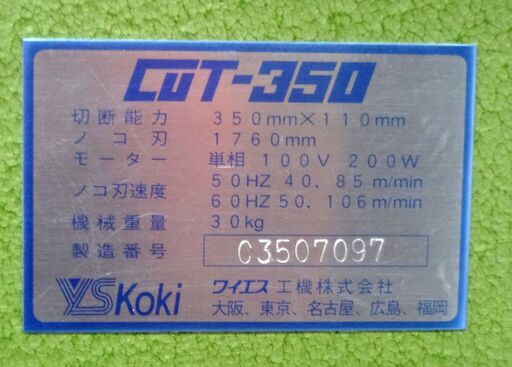 CUT-350
切断能力 350mm×110mm
ノコ刃 1760mm
モーター 単相 100V 200W
ノコ刃速度 50HZ 40、85m/min
60HZ 50、106m/min
機械重量 30kg
製造番号 C3507097
YS Koki ワイエス工機株式会社
大阪、東京、名古屋、広島、福岡